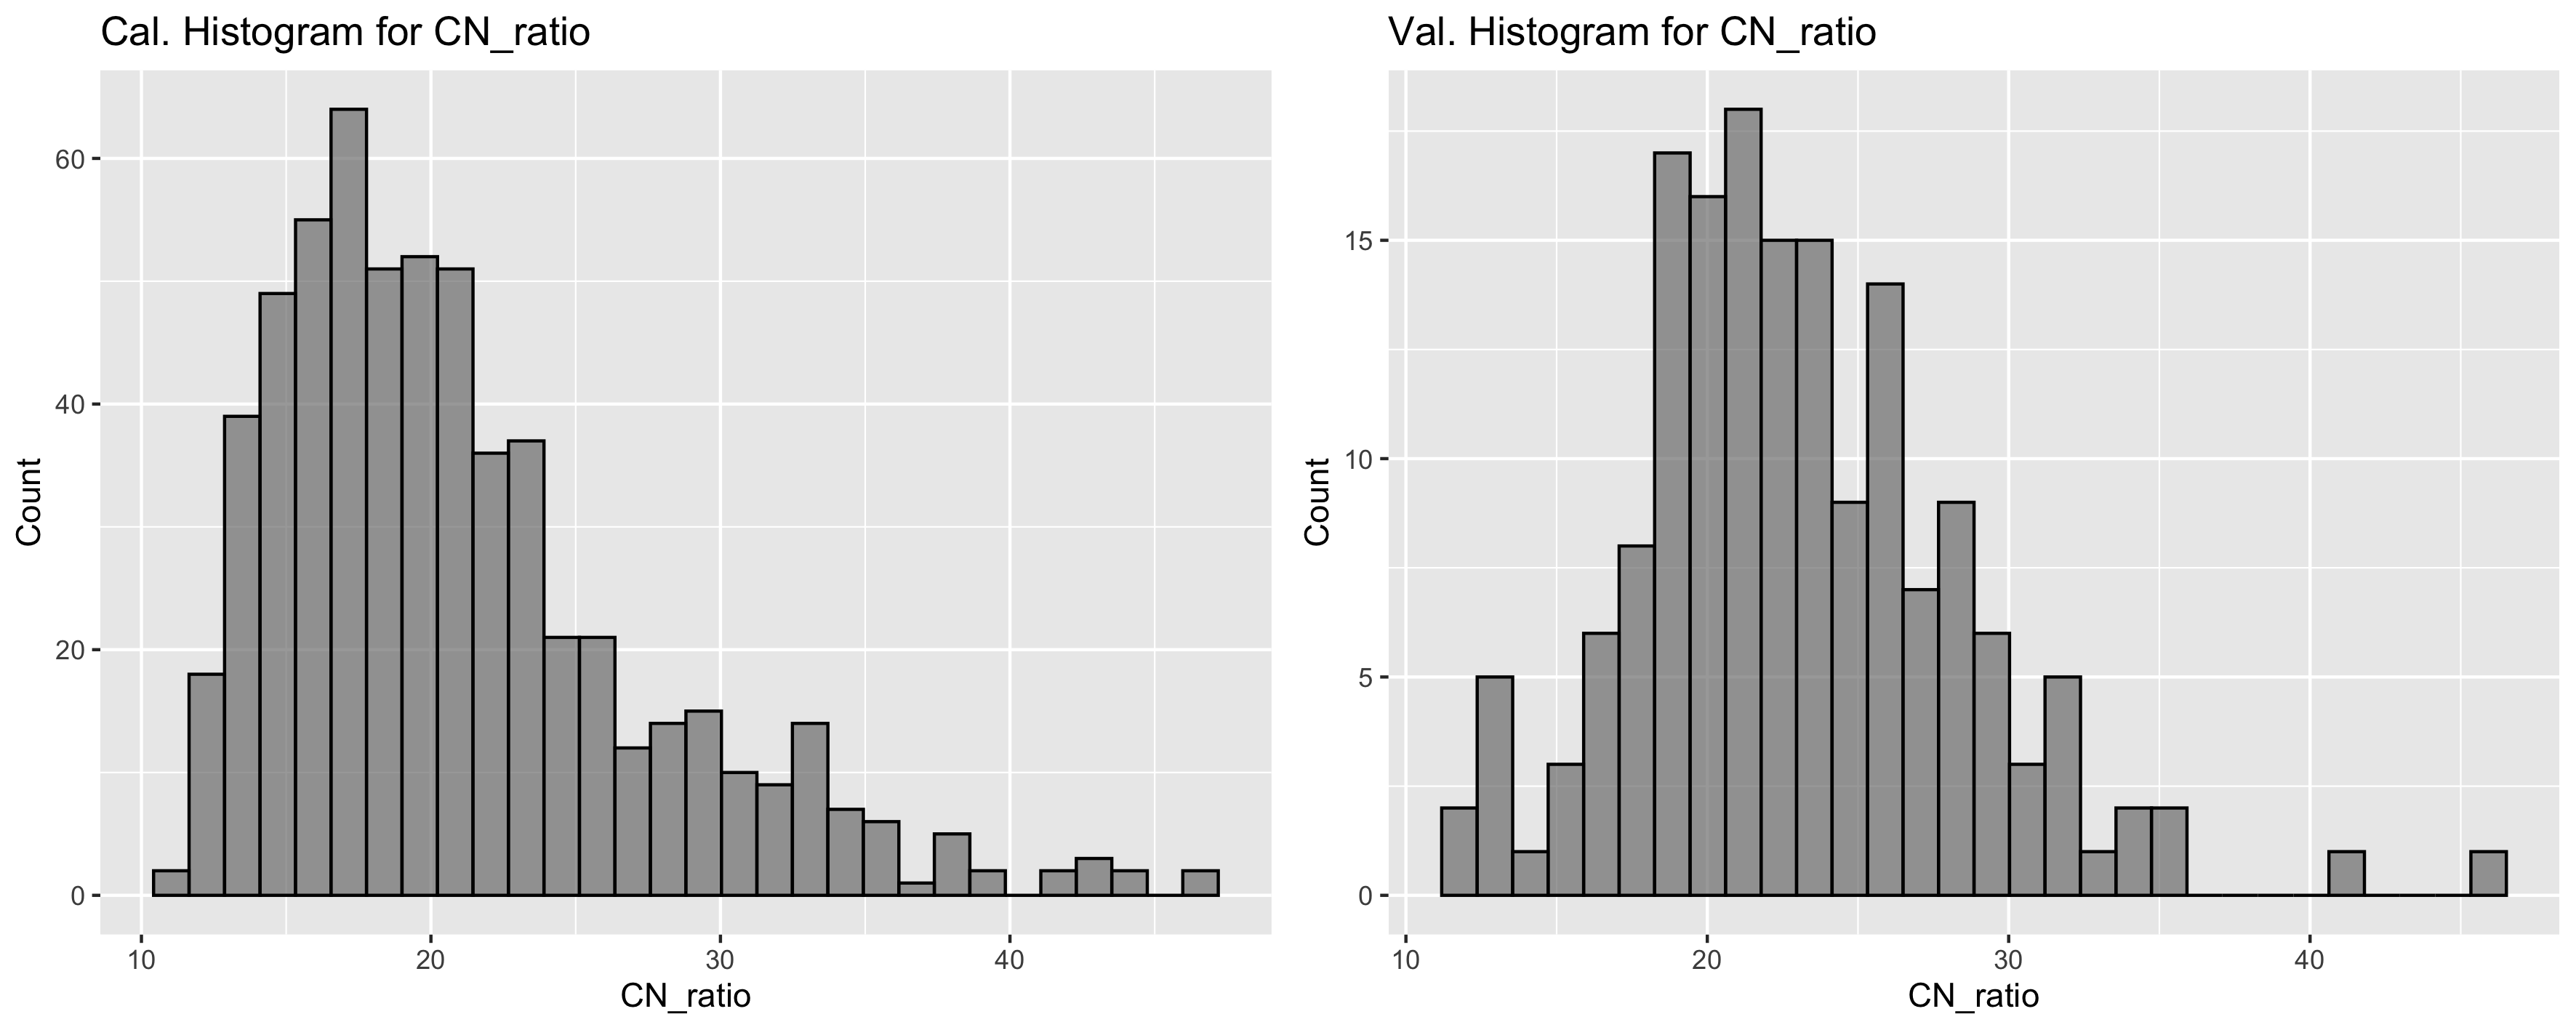 Cal. Histogram for CN_ratio
60
40
20
0
Count
10 20 30 40
CN_ratio
Val. Histogram for CN_ratio
15
10
5
0
Count
10 20 30 40
CN_ratio